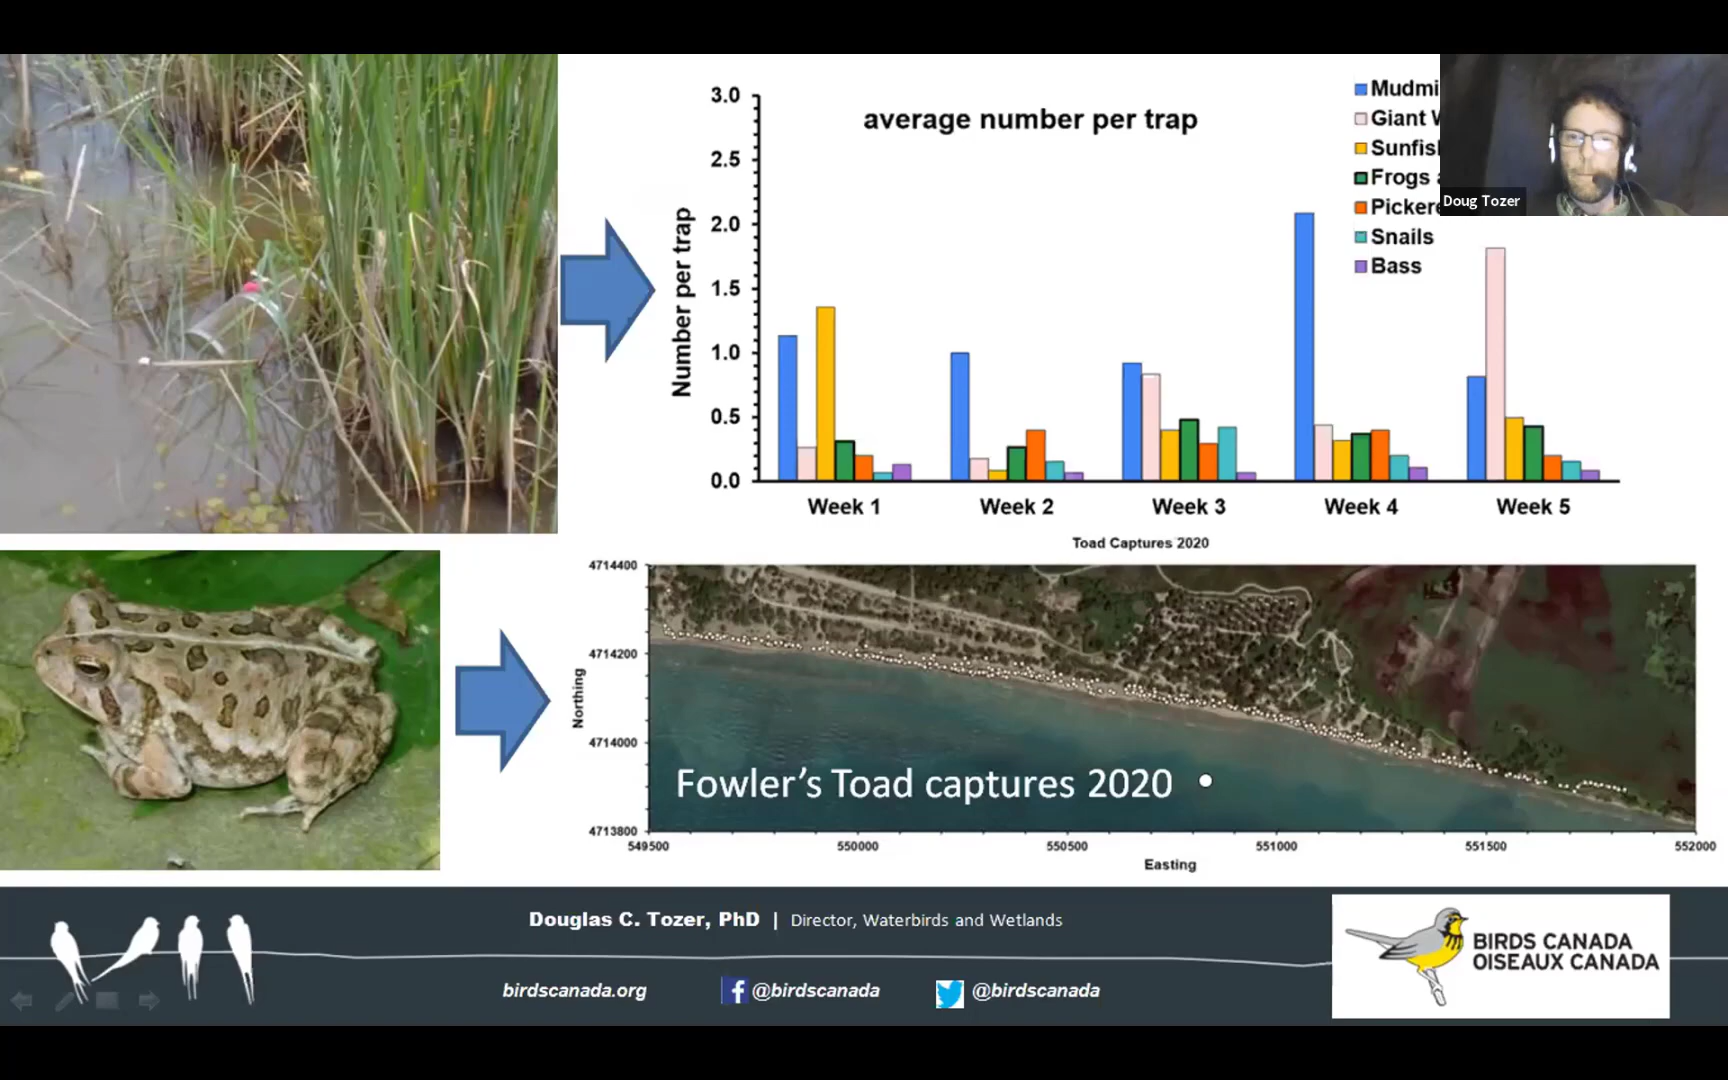 average number per trap
Number per trap
3.0
2.5
2.0
1.5
1.0
0.5
0.0
Week 1
Week 2
Week 3
Week 4
Week 5
Mudmi
Giant
Sunfis
Frogs
Picker
Snails
Bass
Doug Tozer
Toad Captures 2020
Northing
4714400
4714200
4714000
4713800
Fowler's Toad captures 2020
549500
550000
550500
551000
551500
552000
Easting
Douglas C. Tozer, PhD | Director, Waterbirds and Wetlands
birdscanada.org
@birdscanada
@birdscanada
BIRDS CANADA
OISEAUX CANADA